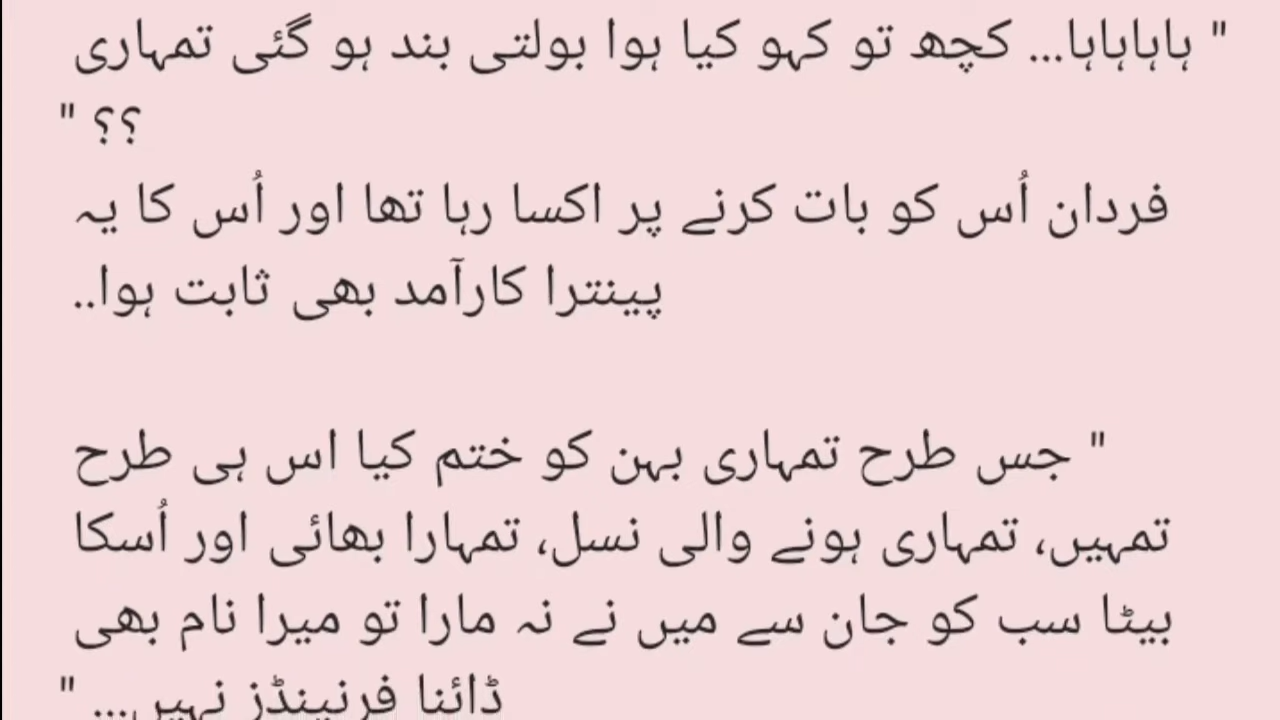 " ہاہاہاہا... کچھ تو کہو کیا ہوا بولتی بند ہو گئی تمہاری
؟؟ "
فردان اُس کو بات کرنے پر اکسا رہا تھا اور اُس کا یہ
پینترا کارآمد بھی ثابت ہوا..
" جس طرح تمہاری بہن کو ختم کیا اس ہی طرح
تمہیں، تمہاری ہونے والی نسل، تمہارا بھائی اور اُسکا
بیٹا سب کو جان سے میں نے نہ مارا تو میرا نام بھی
ڈائنا فرنینڈز نہیں... "